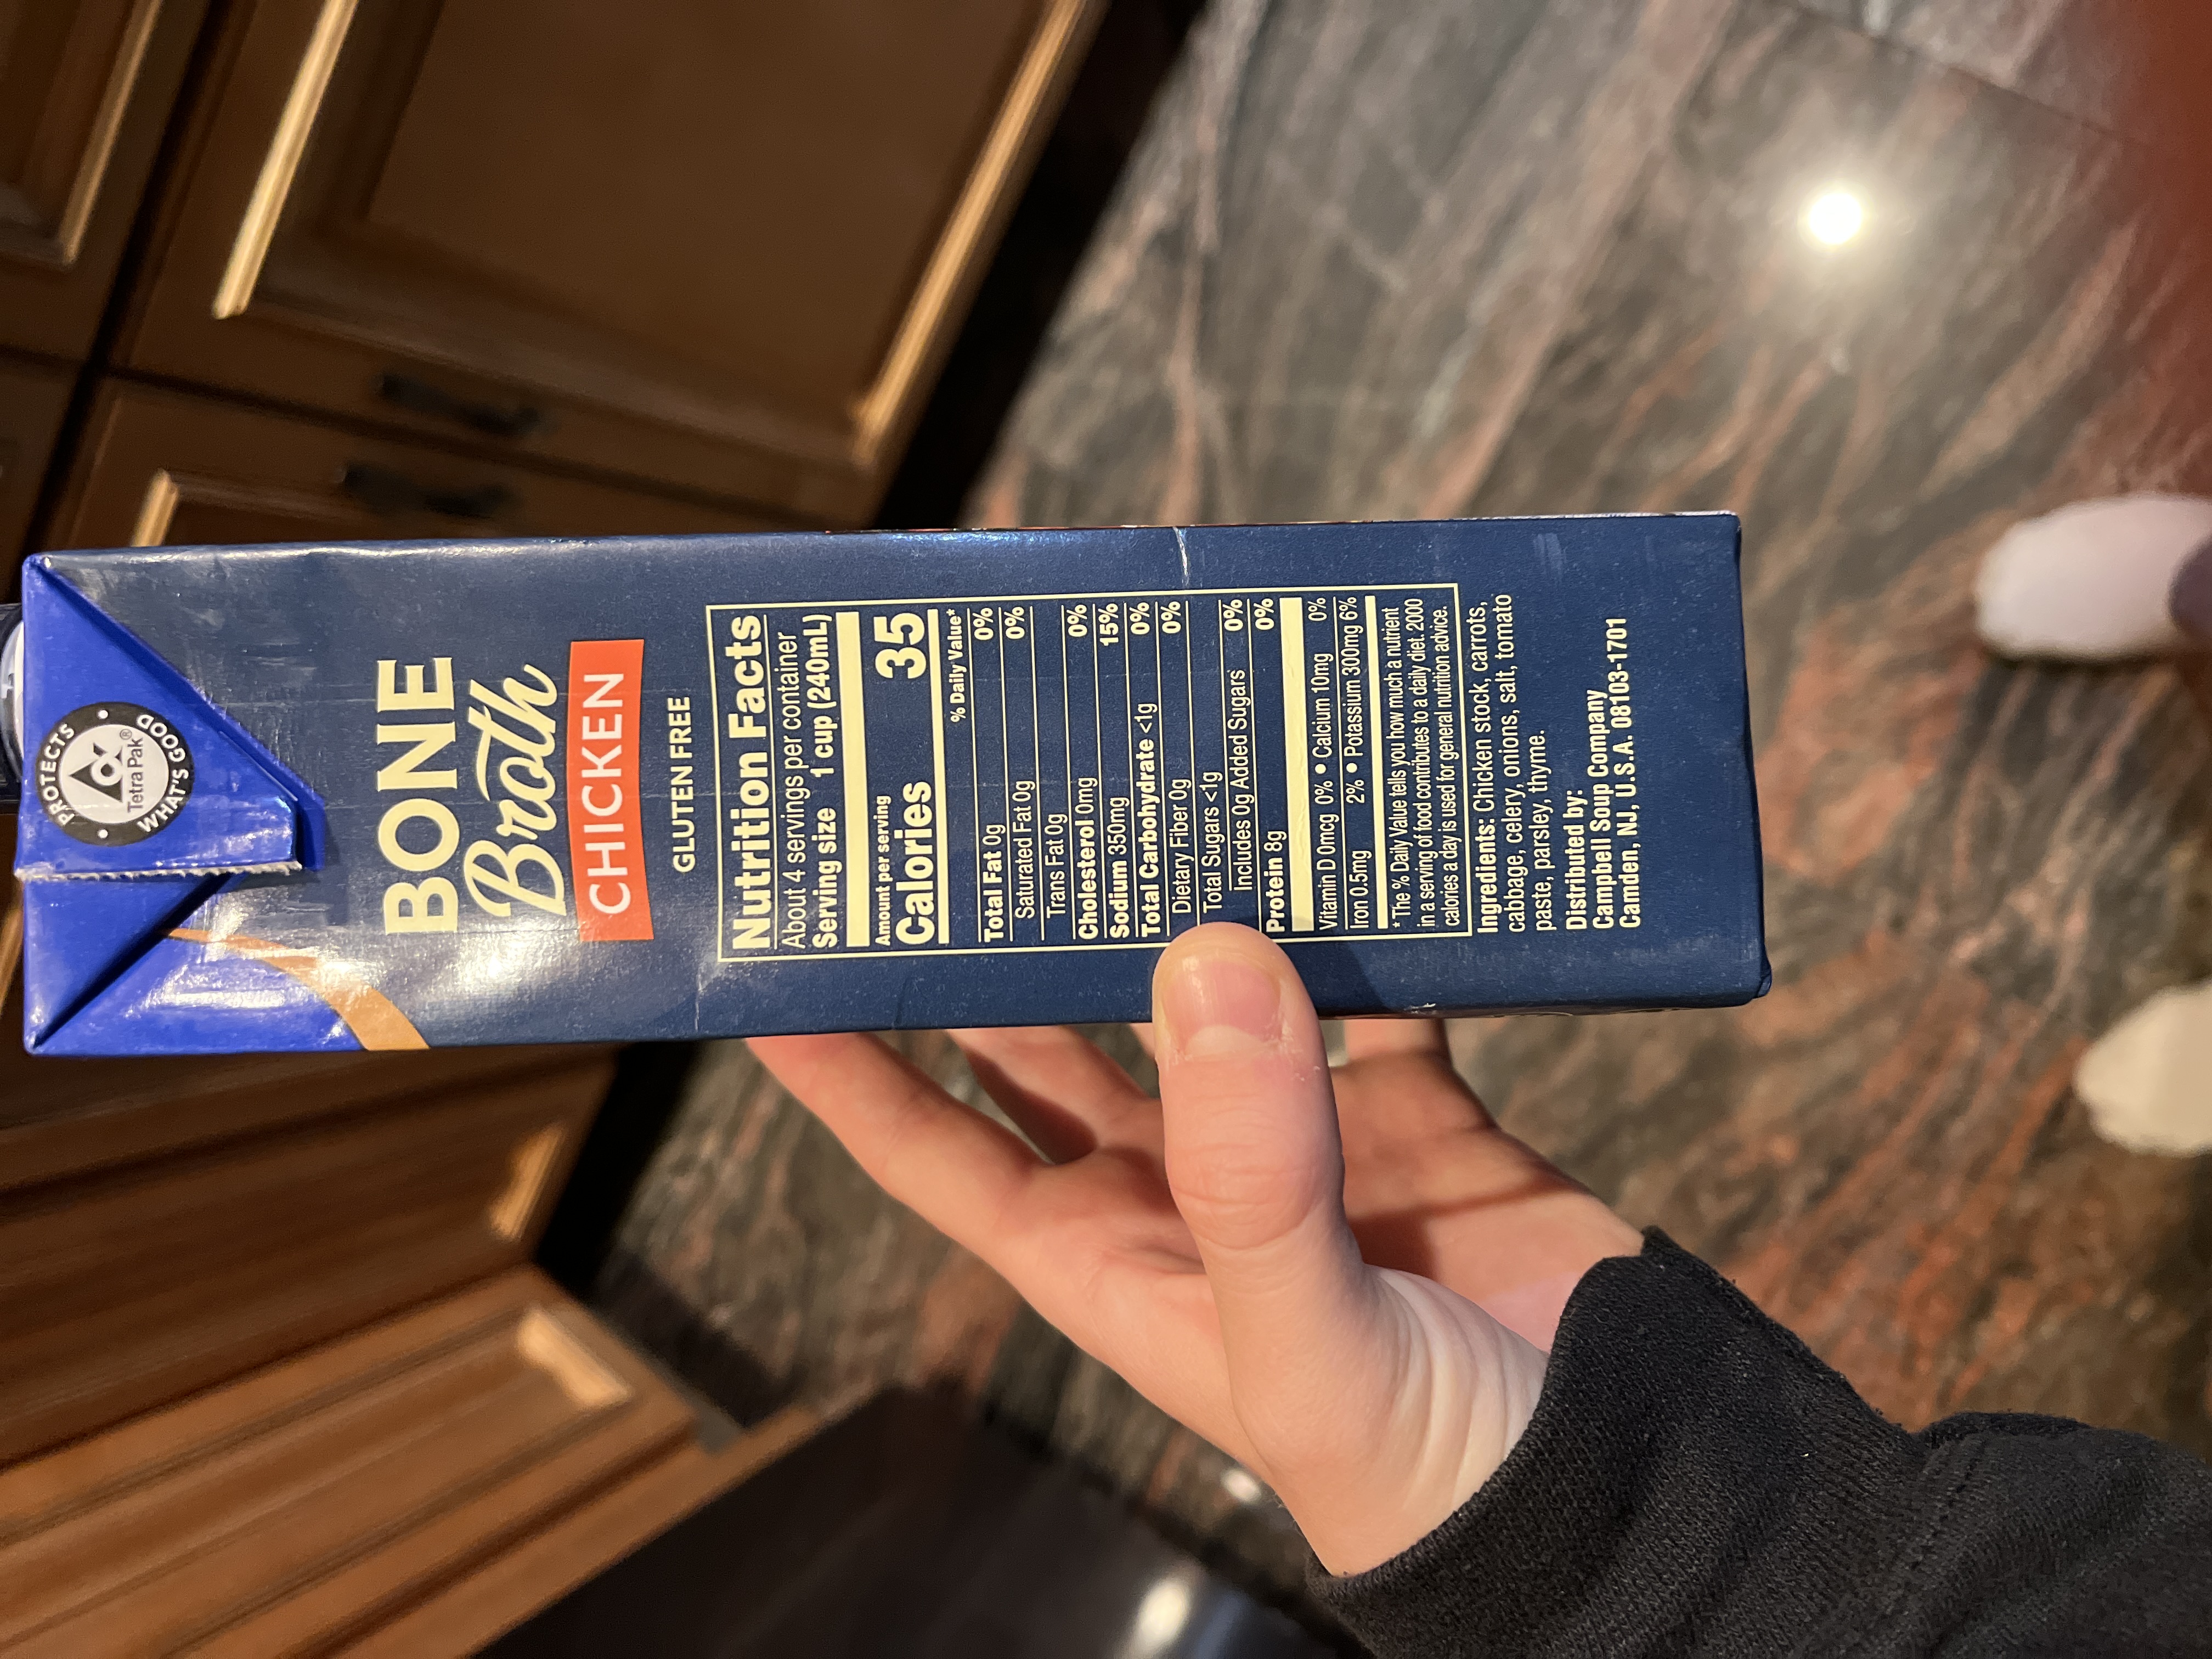 PROTECTS
Tetra Pak®
WHAT'S GOOD
BONE
Broth
CHICKEN
GLUTEN FREE
Nutrition Facts
About 4 servings per container
Serving size 1 cup (240mL)
Amount per serving
Calories 35
% Daily Value*
Total Fat 0g 0%
Saturated Fat 0g 0%
Trans Fat 0g
Cholesterol 0mg 0%
Sodium 350mg 15%
Total Carbohydrate <1g 0%
Dietary Fiber 0g 0%
Total Sugars <1g
Includes 0g Added Sugars 0%
Protein 8g 0%
Vitamin D 0mcg 0% • Calcium 10mg 0%
Iron 0.5mg 2% • Potassium 300mg 6%
* The % Daily Value tells you how much a nutrient
in a serving of food contributes to a daily diet. 2000
calories a day is used for general nutrition advice.
Ingredients: Chicken stock, carrots,
cabbage, celery, onions, salt, tomato
paste, parsley, thyme.
Distributed by:
Campbell Soup Company
Camden, NJ, U.S.A. 08103-1701